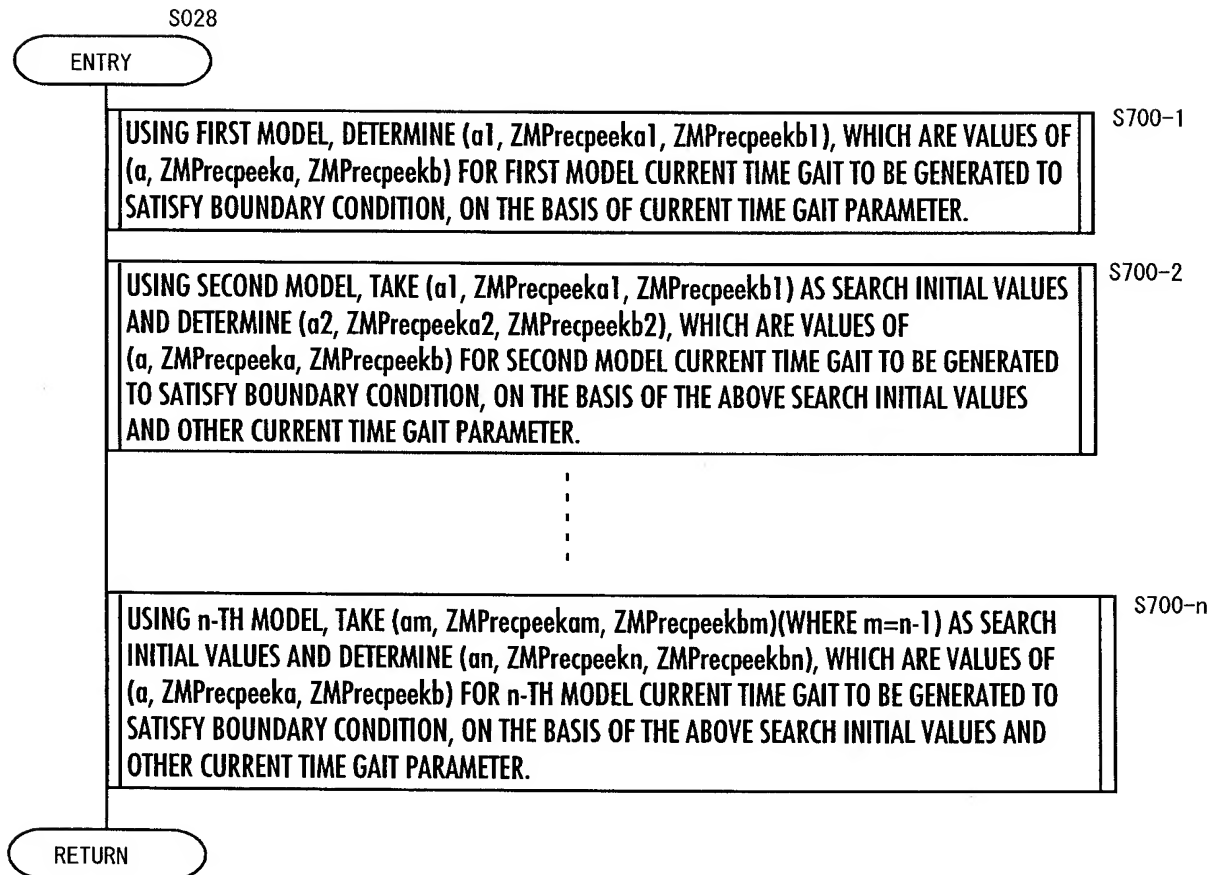 S028
ENTRY
S700-1
USING FIRST MODEL, DETERMINE (a1, ZMPrecpeeka1, ZMPrecpeekb1), WHICH ARE VALUES OF
(a, ZMPrecpeeka, ZMPrecpeekb) FOR FIRST MODEL CURRENT TIME GAIT TO BE GENERATED TO
SATISFY BOUNDARY CONDITION, ON THE BASIS OF CURRENT TIME GAIT PARAMETER.
S700-2
USING SECOND MODEL, TAKE (a1, ZMPrecpeeka1, ZMPrecpeekb1) AS SEARCH INITIAL VALUES
AND DETERMINE (a2, ZMPrecpeeka2, ZMPrecpeekb2), WHICH ARE VALUES OF
(a, ZMPrecpeeka, ZMPrecpeekb) FOR SECOND MODEL CURRENT TIME GAIT TO BE GENERATED
TO SATISFY BOUNDARY CONDITION, ON THE BASIS OF THE ABOVE SEARCH INITIAL VALUES
AND OTHER CURRENT TIME GAIT PARAMETER.
S700-n
USING n-TH MODEL, TAKE (am, ZMPrecpeekam, ZMPrecpeekbm)(WHERE m=n-1) AS SEARCH
INITIAL VALUES AND DETERMINE (an, ZMPrecpeekn, ZMPrecpeekbn), WHICH ARE VALUES OF
(a, ZMPrecpeeka, ZMPrecpeekb) FOR n-TH MODEL CURRENT TIME GAIT TO BE GENERATED TO
SATISFY BOUNDARY CONDITION, ON THE BASIS OF THE ABOVE SEARCH INITIAL VALUES AND
OTHER CURRENT TIME GAIT PARAMETER.
RETURN